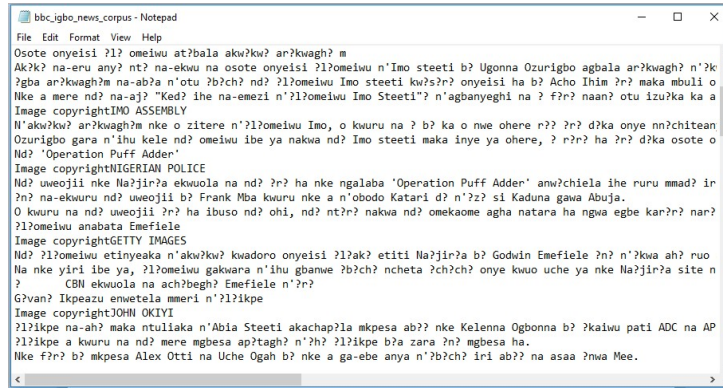 bbc_igbo_news_corpus - Notepad
File Edit Format View Help
Osote onyeisi ?l? omeiwu at?bala akw?kw? ar?kwagh? m
Ak?k? na-eru any? nt? na-ekwu na osote onyeisi ?l?omeiwu n'Imo steeti b? Ugonna Ozurigbo agbala ar?kwagh? n'?k
?gba ar?kwagh?m na-ab?a n'otu ?b?ch? nd? ?l?omeiwu Imo steeti kw?s?r? onyeisi ha b? Acho Ihim ?r? maka mbuli o
Nke a mere nd? na-aj? "Ked? ihe na-emezi n'?l?omeiwu Imo Steeti"? n'agbanyeghi na ? f?r? naan? otu izu?ka ka a
Image copyrightIMO ASSEMBLY
N'akw?kw? ar?kwagh?m nke o zitere n'?l?omeiwu Imo, o kwuru na ? b? ka o nwe ohere r?? ?r? d?ka onye nn?chitean
Ozurigbo gara n'ihu kele nd? omeiwu ibe ya nakwa nd? Imo steeti maka inye ya ohere, ? r?r? ha ?r? d?ka osote o
Nd? 'Operation Puff Adder'
Image copyrightNIGERIAN POLICE
Nd? uweojii nke Na?jir?a ekwuola na nd? ?r? ha nke ngalaba 'Operation Puff Adder' anw?chiela ihe ruru mmad? ir
?n? na-ekwuru nd? uweojii b? Frank Mba kwuru nke a n'obodo Katari d? n'?z? si Kaduna gawa Abuja.
O kwuru na nd? uweojii ?r? ha ibuso nd? ohi, nd? nt?r? nakwa nd? omekaome agha natara ha ngwa egbe kar?r? nar?
?l?omeiwu anabata Emefiele
Image copyrightGETTY IMAGES
Nd? ?l?omeiwu etinyeaka n'akw?kw? kwadoro onyeisi ?l?ak? etiti Na?jir?a b? Godwin Emefiele ?n? n'?kwa ah? ruo
Na nke yiri ibe ya, ?l?omeiwu gakwara n'ihu gbanwe ?b?ch? ncheta ?ch?ch? onye kwuo uche ya nke Na?jir?a site n
? CBN ekwuola na ach?begh? Emefiele n'?r?
G?van? Ikpeazu enwetela mmeri n'?l?ikpe
Image copyrightJOHN OKIYI
?l?ikpe na-ah? maka ntuliaka n'Abia Steeti akachap?la mkpesa ab?? nke Kelenna Ogbonna b? ?kaiwu pati ADC na AP
?l?ikpe a kwuru na nd? mere mgbesa ap?tagh? n'?h? ?l?ikpe b?a zara ?n? mgbesa ha.
Nke f?r? b? mkpesa Alex Otti na Uche Ogah b? nke a ga-ebe anya n'?b?ch? iri ab?? na asaa ?nwa Mee.